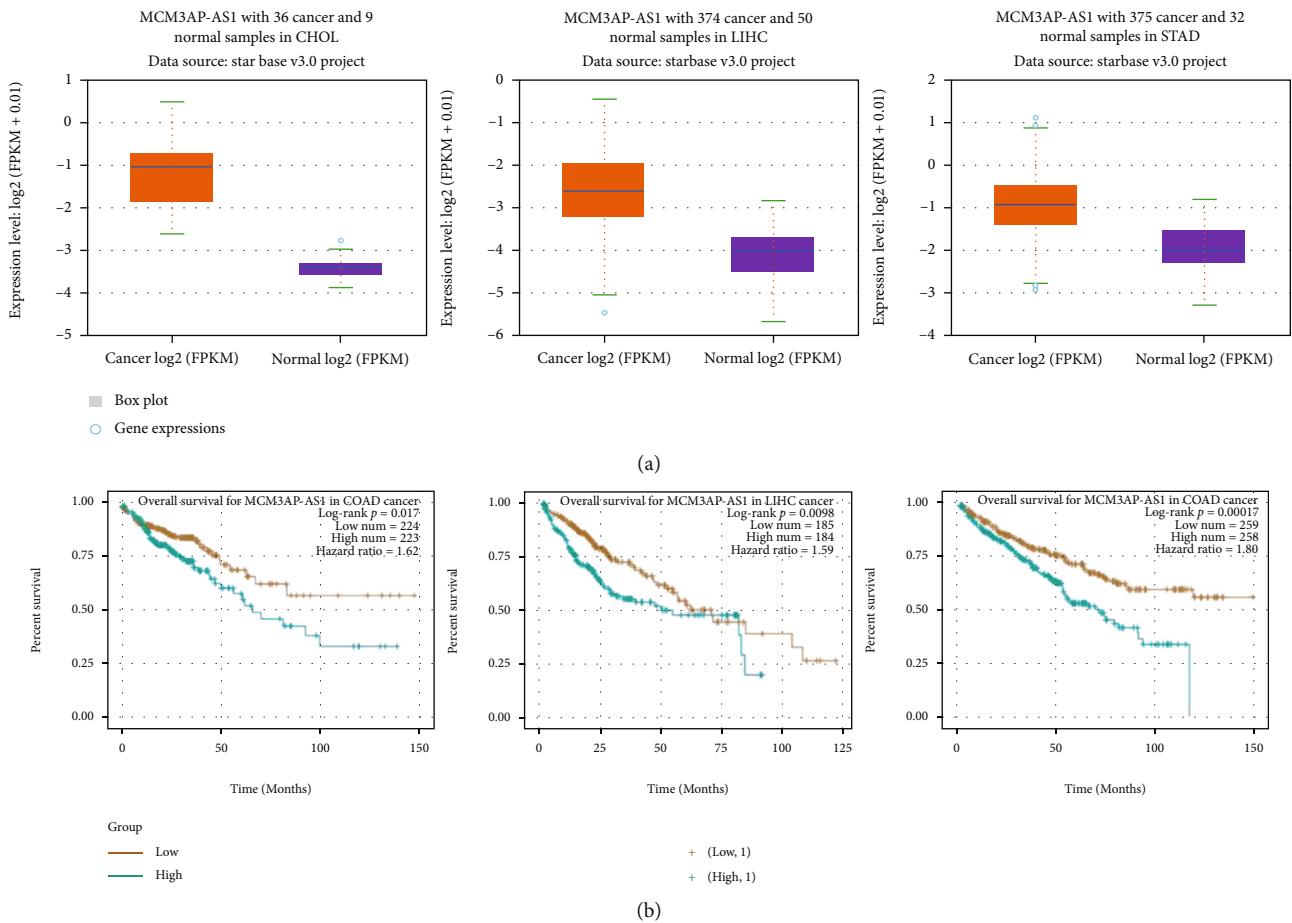 MCM3AP-AS1 with 36 cancer and 9
normal samples in CHOL
Data source: star base v3.0 project
Expression level: log2 (FPKM + 0.01)
1
0
–1
–2
–3
–4
–5
Cancer log2 (FPKM)
Normal log2 (FPKM)
MCM3AP-AS1 with 374 cancer and 50
normal samples in LIHC
Data source: starbase v3.0 project
Expression level: log2 (FPKM + 0.01)
0
–1
–2
–3
–4
–5
–6
Cancer log2 (FPKM)
Normal log2 (FPKM)
MCM3AP-AS1 with 375 cancer and 32
normal samples in STAD
Data source: starbase v3.0 project
Expression level: log2 (FPKM + 0.01)
2
1
0
–1
–2
–3
–4
Cancer log2 (FPKM)
Normal log2 (FPKM)
Box plot
Gene expressions
(a)
Overall survival for MCM3AP-AS1 in COAD cancer
Log-rank p = 0.017
Low num = 224
High num = 223
Hazard ratio = 1.62
Percent survival
1.00
0.75
0.50
0.25
0.00
0
50
100
150
Time (Months)
Overall survival for MCM3AP-AS1 in LIHC cancer
Log-rank p = 0.0098
Low num = 185
High num = 184
Hazard ratio = 1.59
Percent survival
1.00
0.75
0.50
0.25
0.00
0
25
50
75
100
125
Time (Months)
Overall survival for MCM3AP-AS1 in COAD cancer
Log-rank p = 0.00017
Low num = 259
High num = 258
Hazard ratio = 1.80
Percent survival
1.00
0.75
0.50
0.25
0.00
0
50
100
150
Time (Months)
Group
Low
High
(Low, 1)
(High, 1)
(b)